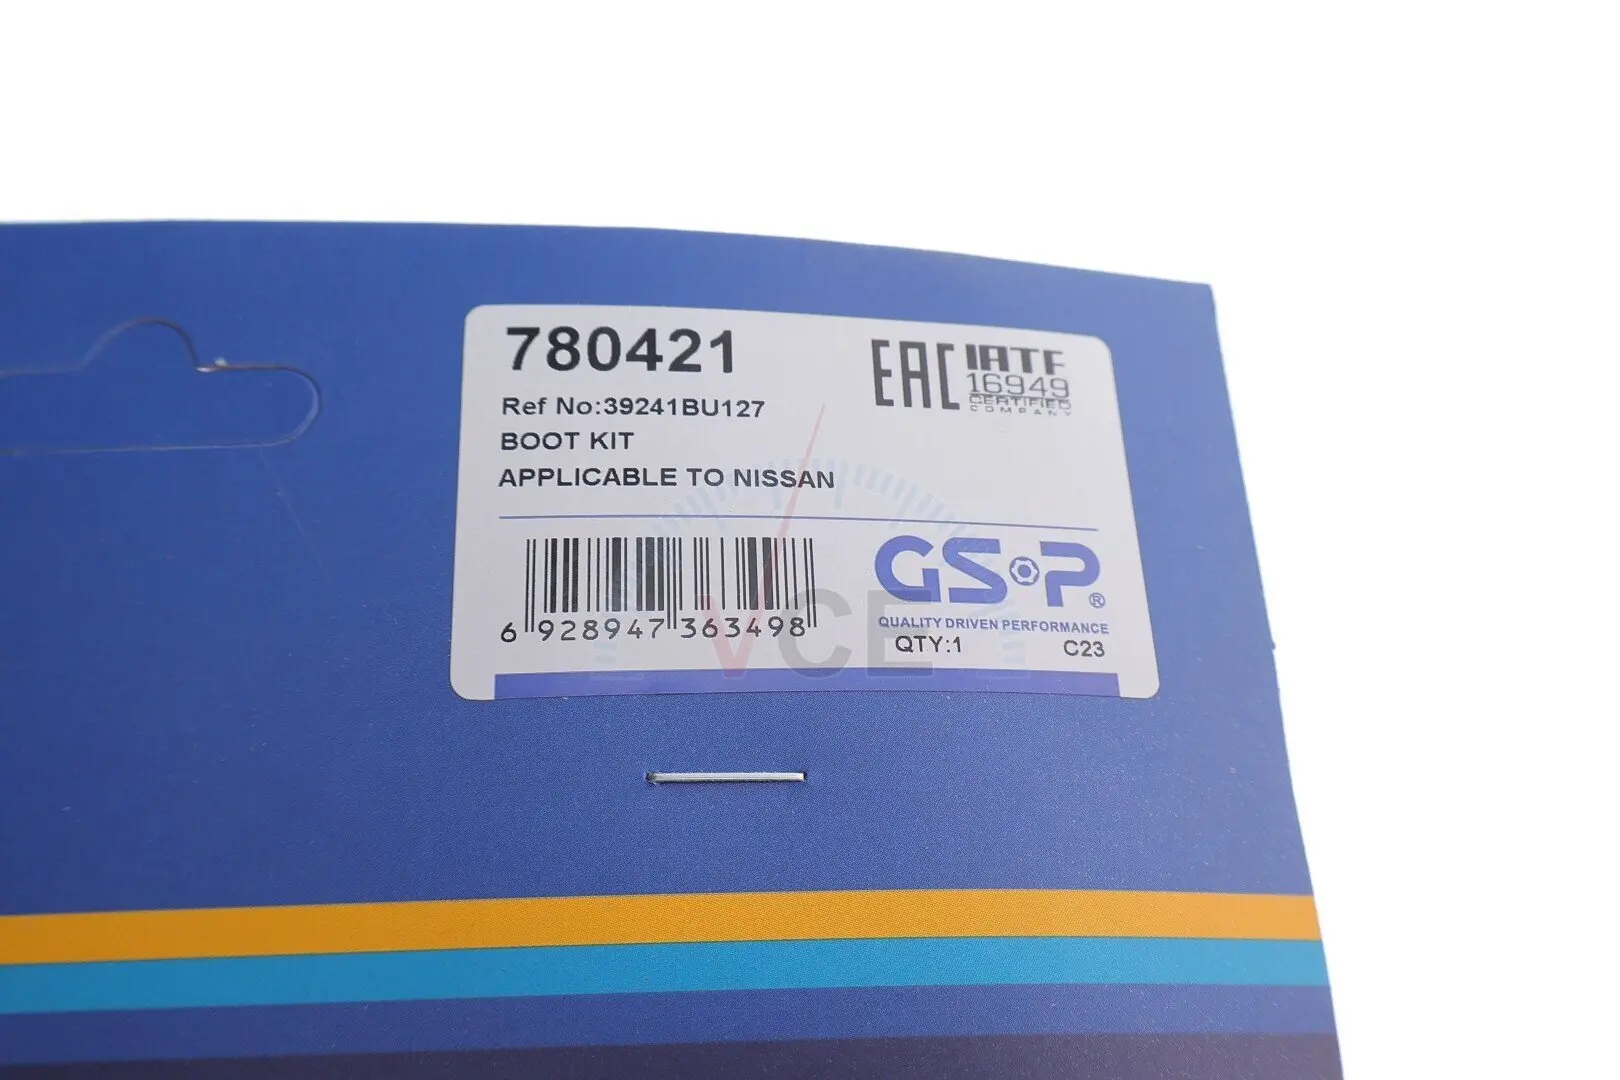 780421
EAC
IATF
16949
CERTIFIED
COMPANY
Ref No:39241BU127
BOOT KIT
APPLICABLE TO NISSAN
6 928947 363498
GSP®
QUALITY DRIVEN PERFORMANCE
QTY:1 C23
VCE